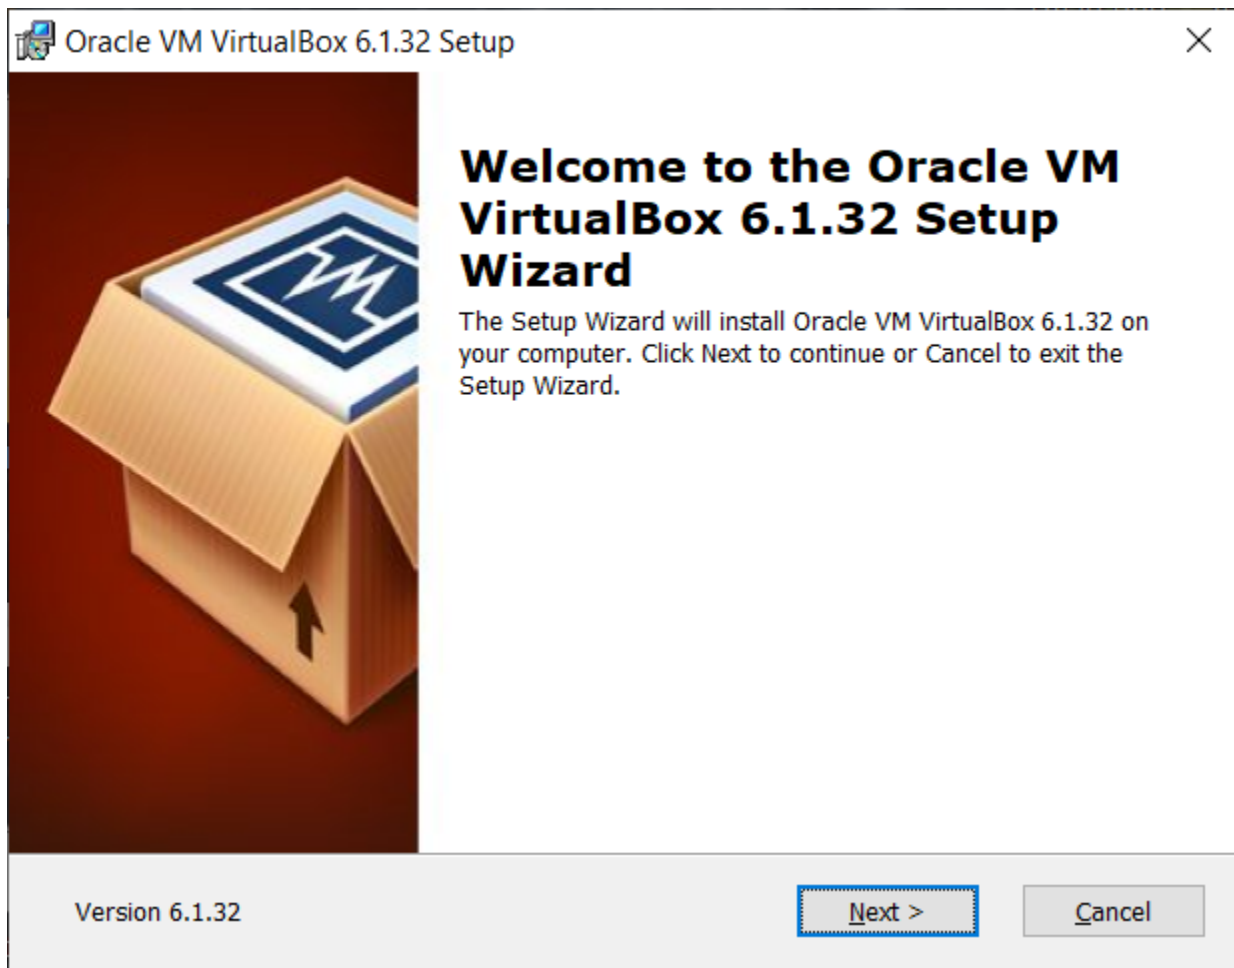 Oracle VM VirtualBox 6.1.32 Setup
Welcome to the Oracle VM
VirtualBox 6.1.32 Setup
Wizard
The Setup Wizard will install Oracle VM VirtualBox 6.1.32 on
your computer. Click Next to continue or Cancel to exit the
Setup Wizard.
Version 6.1.32
Next >
Cancel